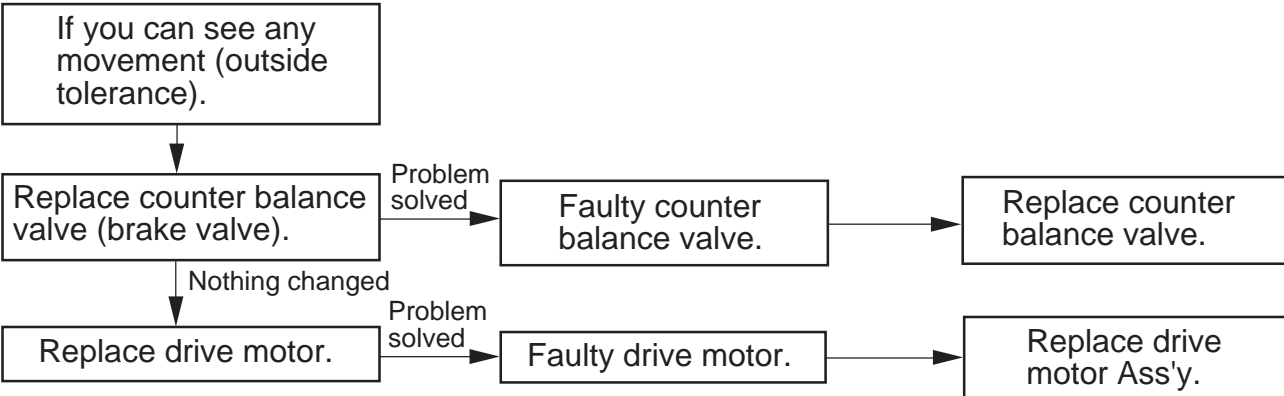 If you can see any
movement (outside
tolerance).
Replace counter balance
valve (brake valve).
Problem
solved
Faulty counter
balance valve.
Replace counter
balance valve.
Nothing changed
Replace drive motor.
Problem
solved
Faulty drive motor.
Replace drive
motor Ass'y.